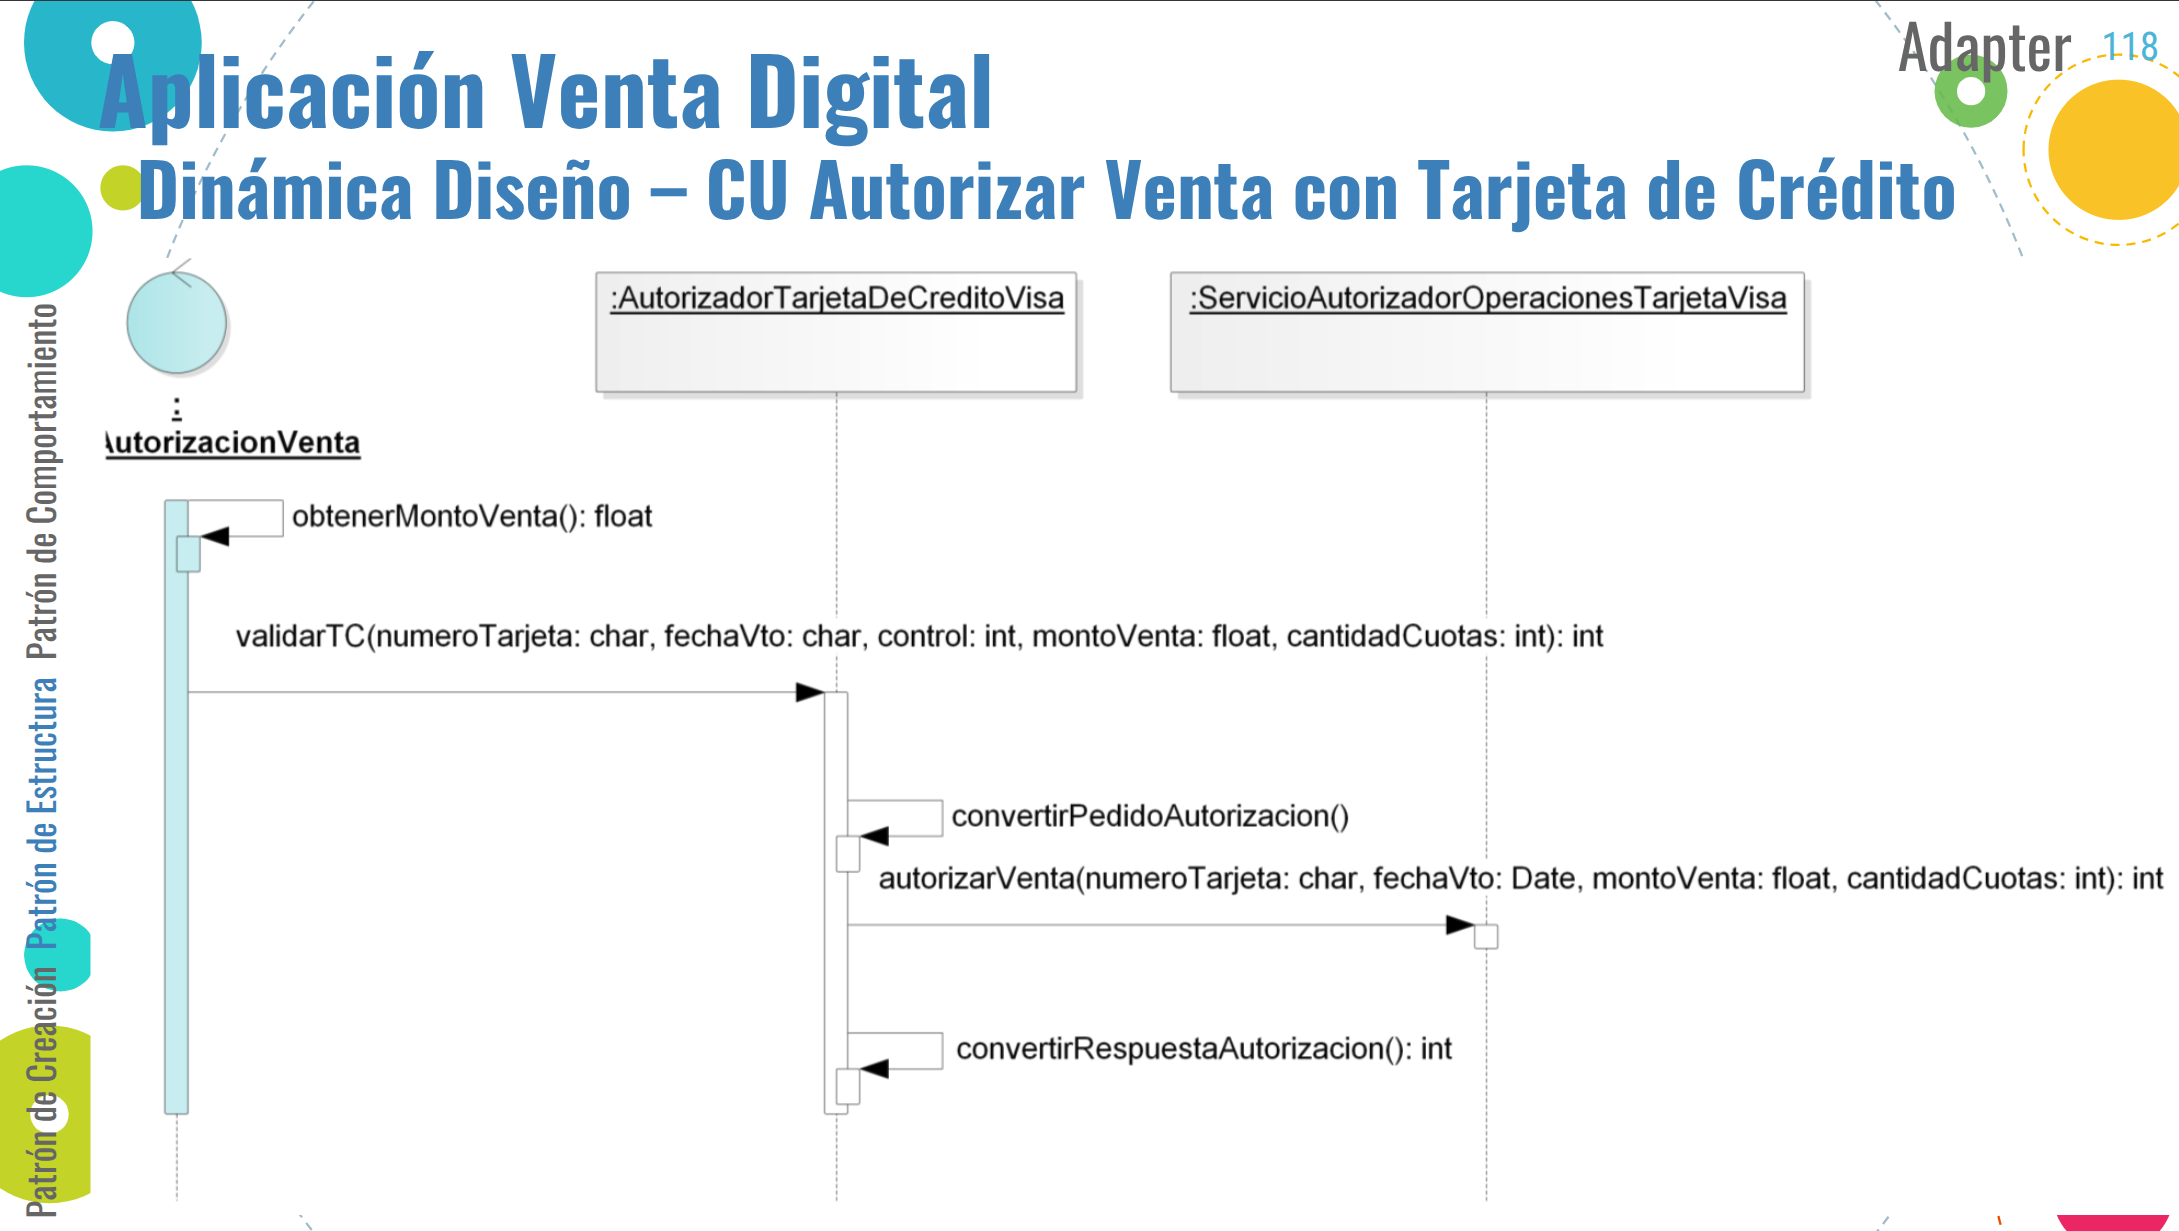 Adapter 118
Aplicación Venta Digital
Dinámica Diseño – CU Autorizar Venta con Tarjeta de Crédito
Patrón de Creación Patrón de Estructura Patrón de Comportamiento
:
AutorizacionVenta
:AutorizadorTarjetaDeCreditoVisa
:ServicioAutorizadorOperacionesTarjetaVisa
obtenerMontoVenta(): float
validarTC(numeroTarjeta: char, fechaVto: char, control: int, montoVenta: float, cantidadCuotas: int): int
convertirPedidoAutorizacion()
autorizarVenta(numeroTarjeta: char, fechaVto: Date, montoVenta: float, cantidadCuotas: int): int
convertirRespuestaAutorizacion(): int